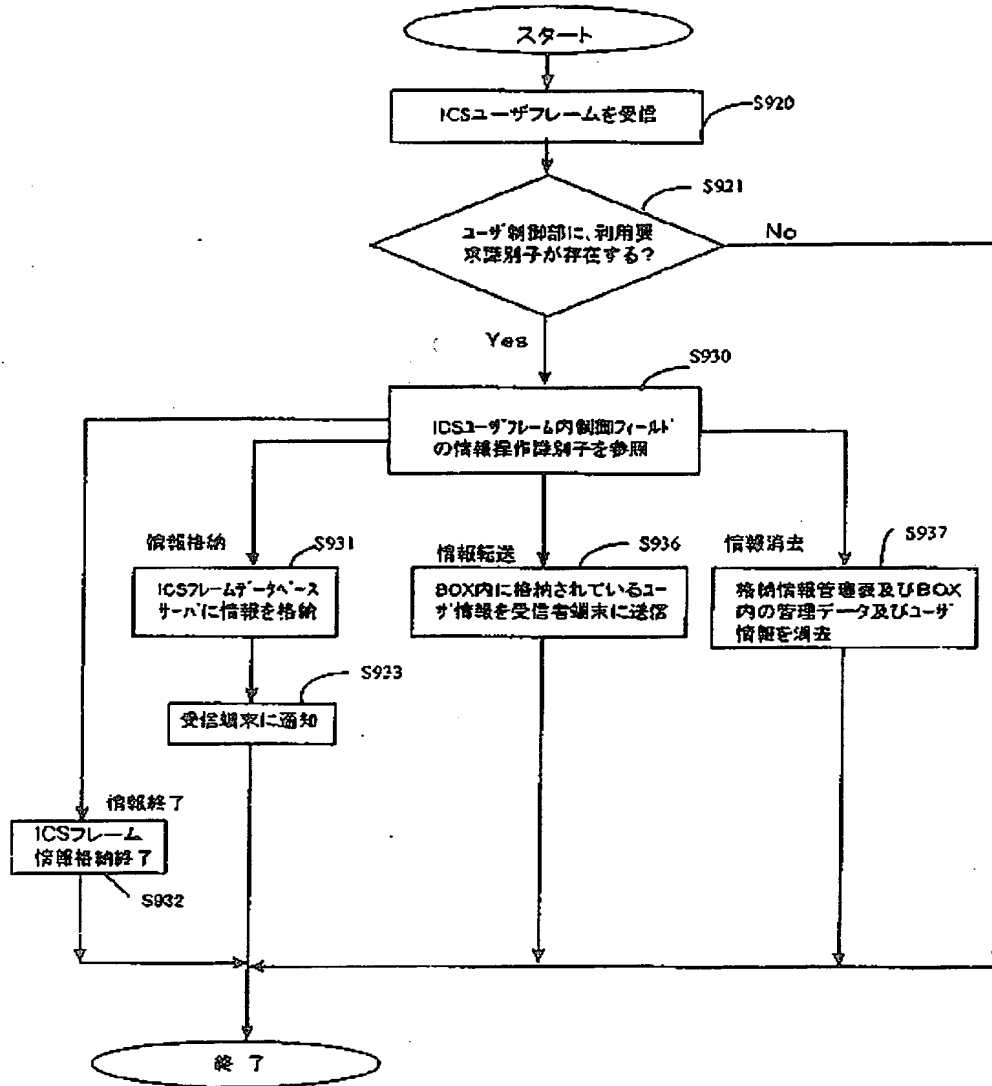 スタート
ICSユーザフレームを受信
S920
S921
ユーザ制御部に、利用要
求識別子が存在する?
No
Yes
S930
ICSユーザフレーム内制御フィールド
の情報操作識別子を参照
情報格納
S931
ICSフレームデータベース
サーバに情報を格納
情報転送
S936
BOX内に格納されているユー
ザ情報を受信者端末に送信
情報消去
S937
格納情報管理表及びBOX
内の管理データ及びユーザ
情報を消去
S933
受信端末に通知
情報終了
ICSフレーム
情報格納終了
S932
終了